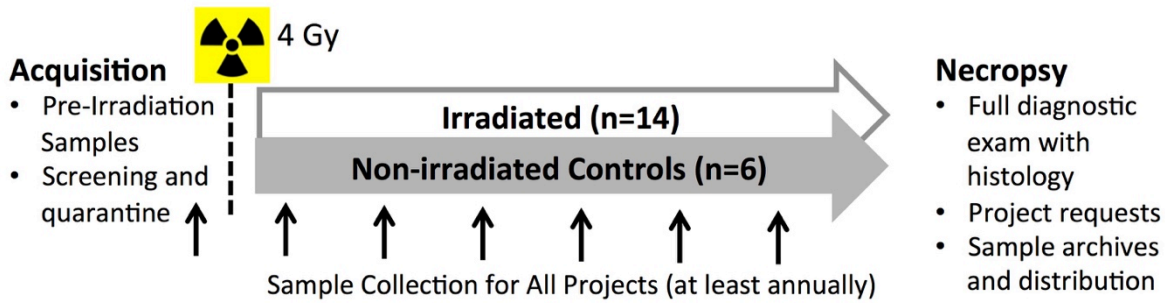 4 Gy
Acquisition
• Pre-Irradiation
Samples
• Screening and
quarantine
Irradiated (n=14)
Non-irradiated Controls (n=6)
Sample Collection for All Projects (at least annually)
Necropsy
• Full diagnostic
exam with
histology
• Project requests
• Sample archives
and distribution